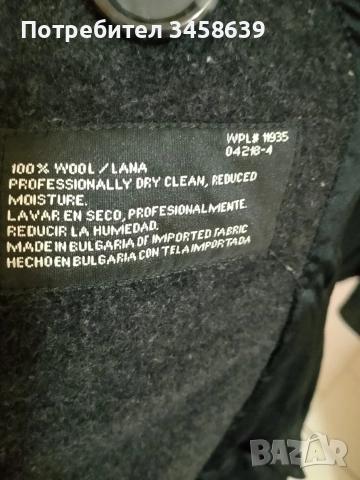 Потребител 3458639
WPL# 11935
04218-4
100% WOOL/LANA
PROFESSIONALLY DRY CLEAN, REDUCED
MOISTURE.
LAVAR EN SECO, PROFESIONALMENTE.
REDUCIR LA HUMEDAD.
MADE IN BULGARIA OF IMPORTED FABRIC
HECHO EN BULGARIA CON TELA IMPORTADA
BAZAR